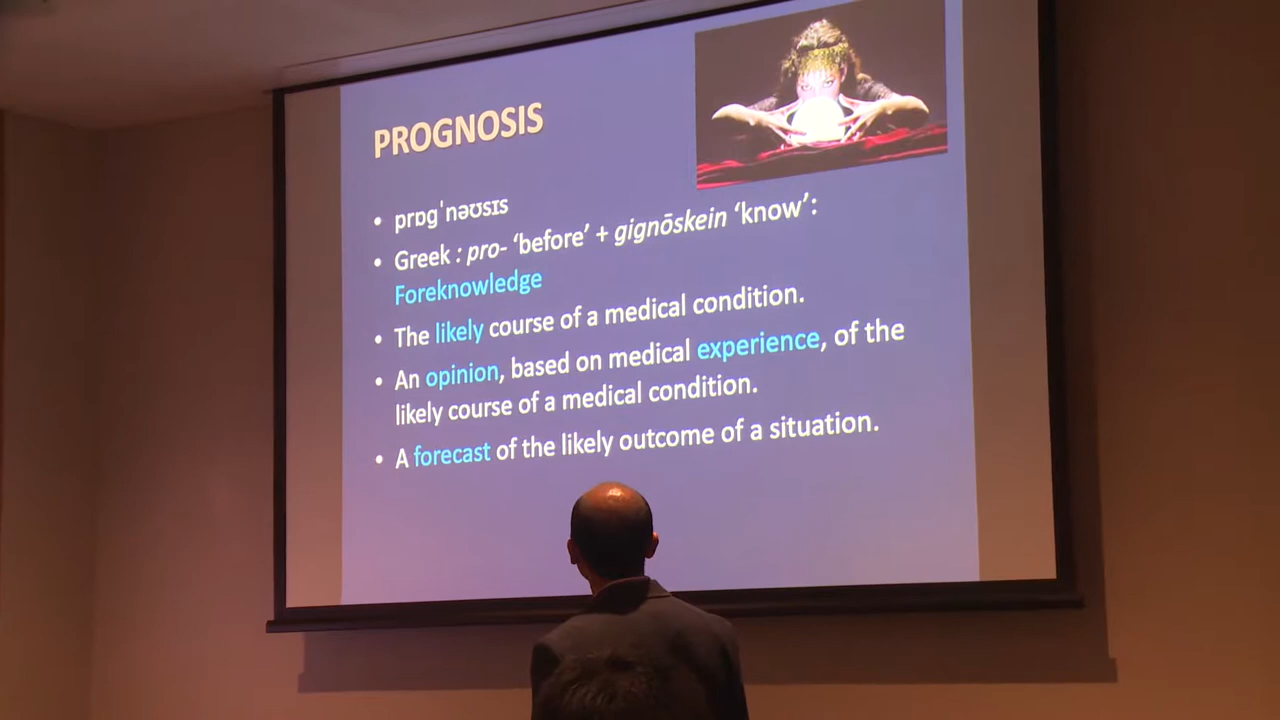 PROGNOSIS
• prɒgˈnəʊsɪs
• Greek : pro- ‘before’ + gignōskein ‘know’:
Foreknowledge
• The likely course of a medical condition.
• An opinion, based on medical experience, of the
likely course of a medical condition.
• A forecast of the likely outcome of a situation.